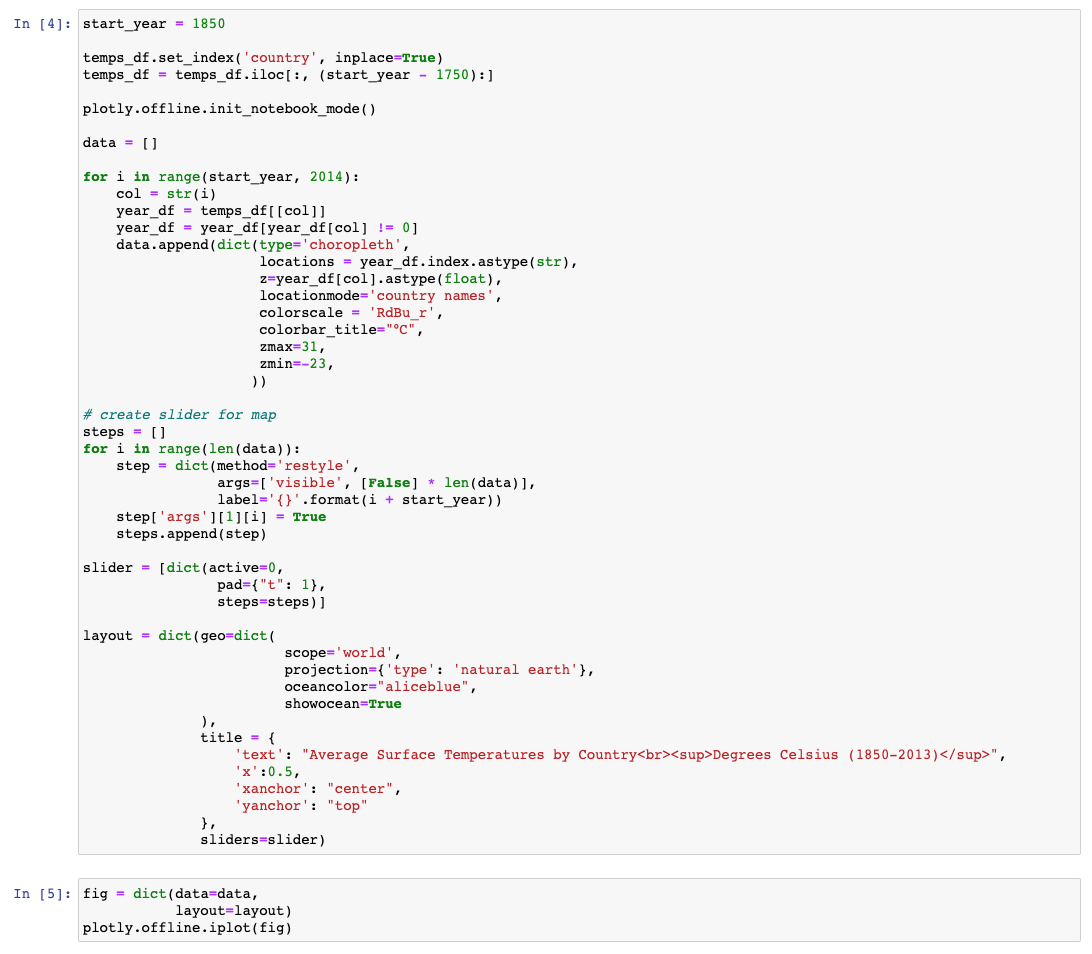 In [4]: start_year = 1850
temps_df.set_index('country', inplace=True)
temps_df = temps_df.iloc[:, (start_year - 1750):]
plotly.offline.init_notebook_mode()
data = []
for i in range(start_year, 2014):
    col = str(i)
    year_df = temps_df[[col]]
    year_df = year_df[year_df[col] != 0]
    data.append(dict(type='choropleth',
                     locations = year_df.index.astype(str),
                     z=year_df[col].astype(float),
                     locationmode='country names',
                     colorscale = 'RdBu_r',
                     colorbar_title="℃",
                     zmax=31,
                     zmin=-23,
                    ))
# create slider for map
steps = []
for i in range(len(data)):
    step = dict(method='restyle',
                args=['visible', [False] * len(data)],
                label='{}'.format(i + start_year))
    step['args'][1][i] = True
    steps.append(step)
slider = [dict(active=0,
                pad={"t": 1},
                steps=steps)]
layout = dict(geo=dict(
                        scope='world',
                        projection={'type': 'natural earth'},
                        oceancolor="aliceblue",
                        showocean=True
              ),
              title = {
                  'text': "Average Surface Temperatures by Country<br><sup>Degrees Celsius (1850-2013)</sup>",
                  'x':0.5,
                  'xanchor': "center",
                  'yanchor': "top"
              },
              sliders=slider)
In [5]: fig = dict(data=data,
           layout=layout)
plotly.offline.iplot(fig)